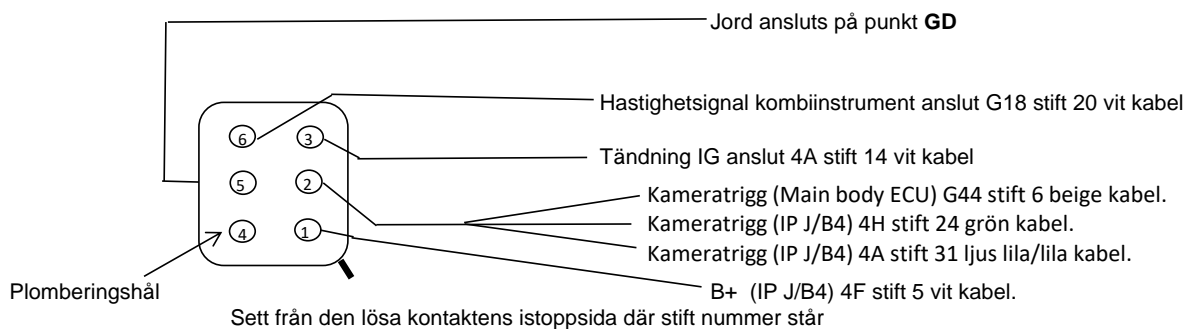 Jord ansluts på punkt GD
Hastighetsignal kombiinstrument anslut G18 stift 20 vit kabel
6 3
Tändning IG anslut 4A stift 14 vit kabel
5 2
Kameratrigg (Main body ECU) G44 stift 6 beige kabel.
Kameratrigg (IP J/B4) 4H stift 24 grön kabel.
4 1
Kameratrigg (IP J/B4) 4A stift 31 ljus lila/lila kabel.
Plomberingshål
B+ (IP J/B4) 4F stift 5 vit kabel.
Sett från den lösa kontaktens istoppsida där stift nummer står